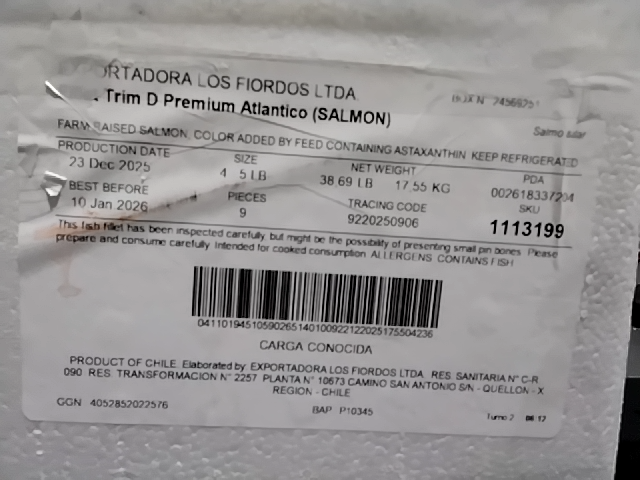 ORTADORA LOS FIORDOS LTDA.
Trim D Premium Atlantico (SALMON)
Salmo salar
FARM RAISED SALMON, COLOR ADDED BY FEED CONTAINING ASTAXANTHIN KEEP REFRIGERATED
PRODUCTION DATE SIZE NET WEIGHT PDA
23 Dec 2025 4 5 LB 38.69 LB 17.55 KG 002618337204
BEST BEFORE PIECES TRACING CODE SKU
10 Jan 2026 9 9220250906 1113199
This fish fillet has been inspected carefully but might be the possibility of presenting small pin bones. Please
prepare and consume carefully. Intended for cooked consumption. ALLERGENS: CONTAINS FISH
CARGA CONOCIDA
PRODUCT OF CHILE. Elaborated by: EXPORTADORA LOS FIORDOS LTDA. RES. SANITARIA N° C-R
090 RES. TRANSFORMACION N° 2257 PLANTA N° 10673 CAMINO SAN ANTONIO S/N - QUELLON - X
REGION - CHILE
GGN 4052852022576 BAP P10345 Turno 2 06:17